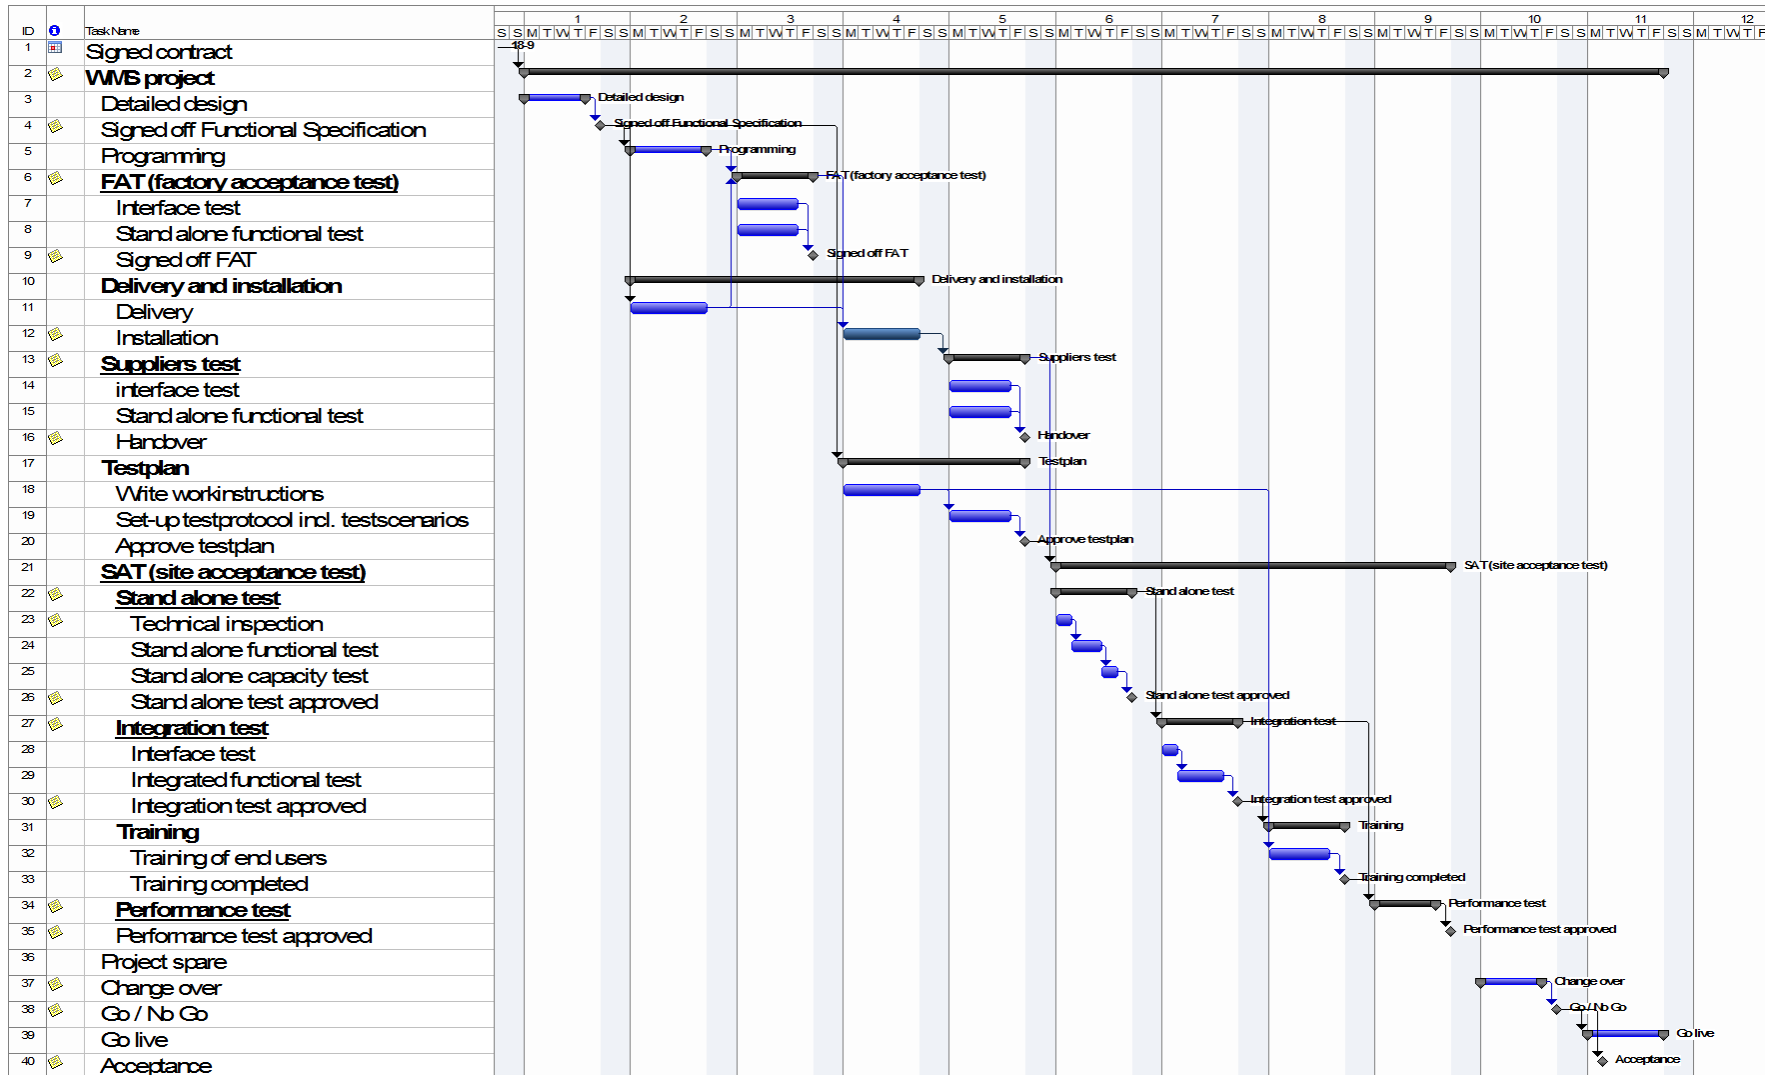 1 2 3 4 5 6 7 8 9 10 11 12
ID Task Name S S M T W T F S S M T W T F S S M T W T F S S M T W T F S S M T W T F S S M T W T F S S M T W T F S S M T W T F S S M T W T F S S M T W T F S S M T W T F S S M T W T F
1 Signed contract 18-9
2 WMS project
3 Detailed design Detailed design
4 Signed off Functional Specification Signed off Functional Specification
5 Programming Programming
6 FAT (factory acceptance test) FAT (factory acceptance test)
7 Interface test
8 Stand alone functional test
9 Signed off FAT Signed off FAT
10 Delivery and installation Delivery and installation
11 Delivery
12 Installation
13 Suppliers test Suppliers test
14 interface test
15 Stand alone functional test
16 Handover Handover
17 Testplan Testplan
18 Write workinstructions
19 Set-up testprotocol incl. testscenarios
20 Approve testplan Approve testplan
21 SAT (site acceptance test) SAT (site acceptance test)
22 Stand alone test Stand alone test
23 Technical inspection
24 Stand alone functional test
25 Stand alone capacity test
26 Stand alone test approved Stand alone test approved
27 Integration test Integration test
28 Interface test
29 Integrated functional test
30 Integration test approved Integration test approved
31 Training Training
32 Training of end users
33 Training completed Training completed
34 Performance test Performance test
35 Performance test approved Performance test approved
36 Project spare
37 Change over Change over
38 Go / No Go Go / No Go
39 Go live Go live
40 Acceptance Acceptance